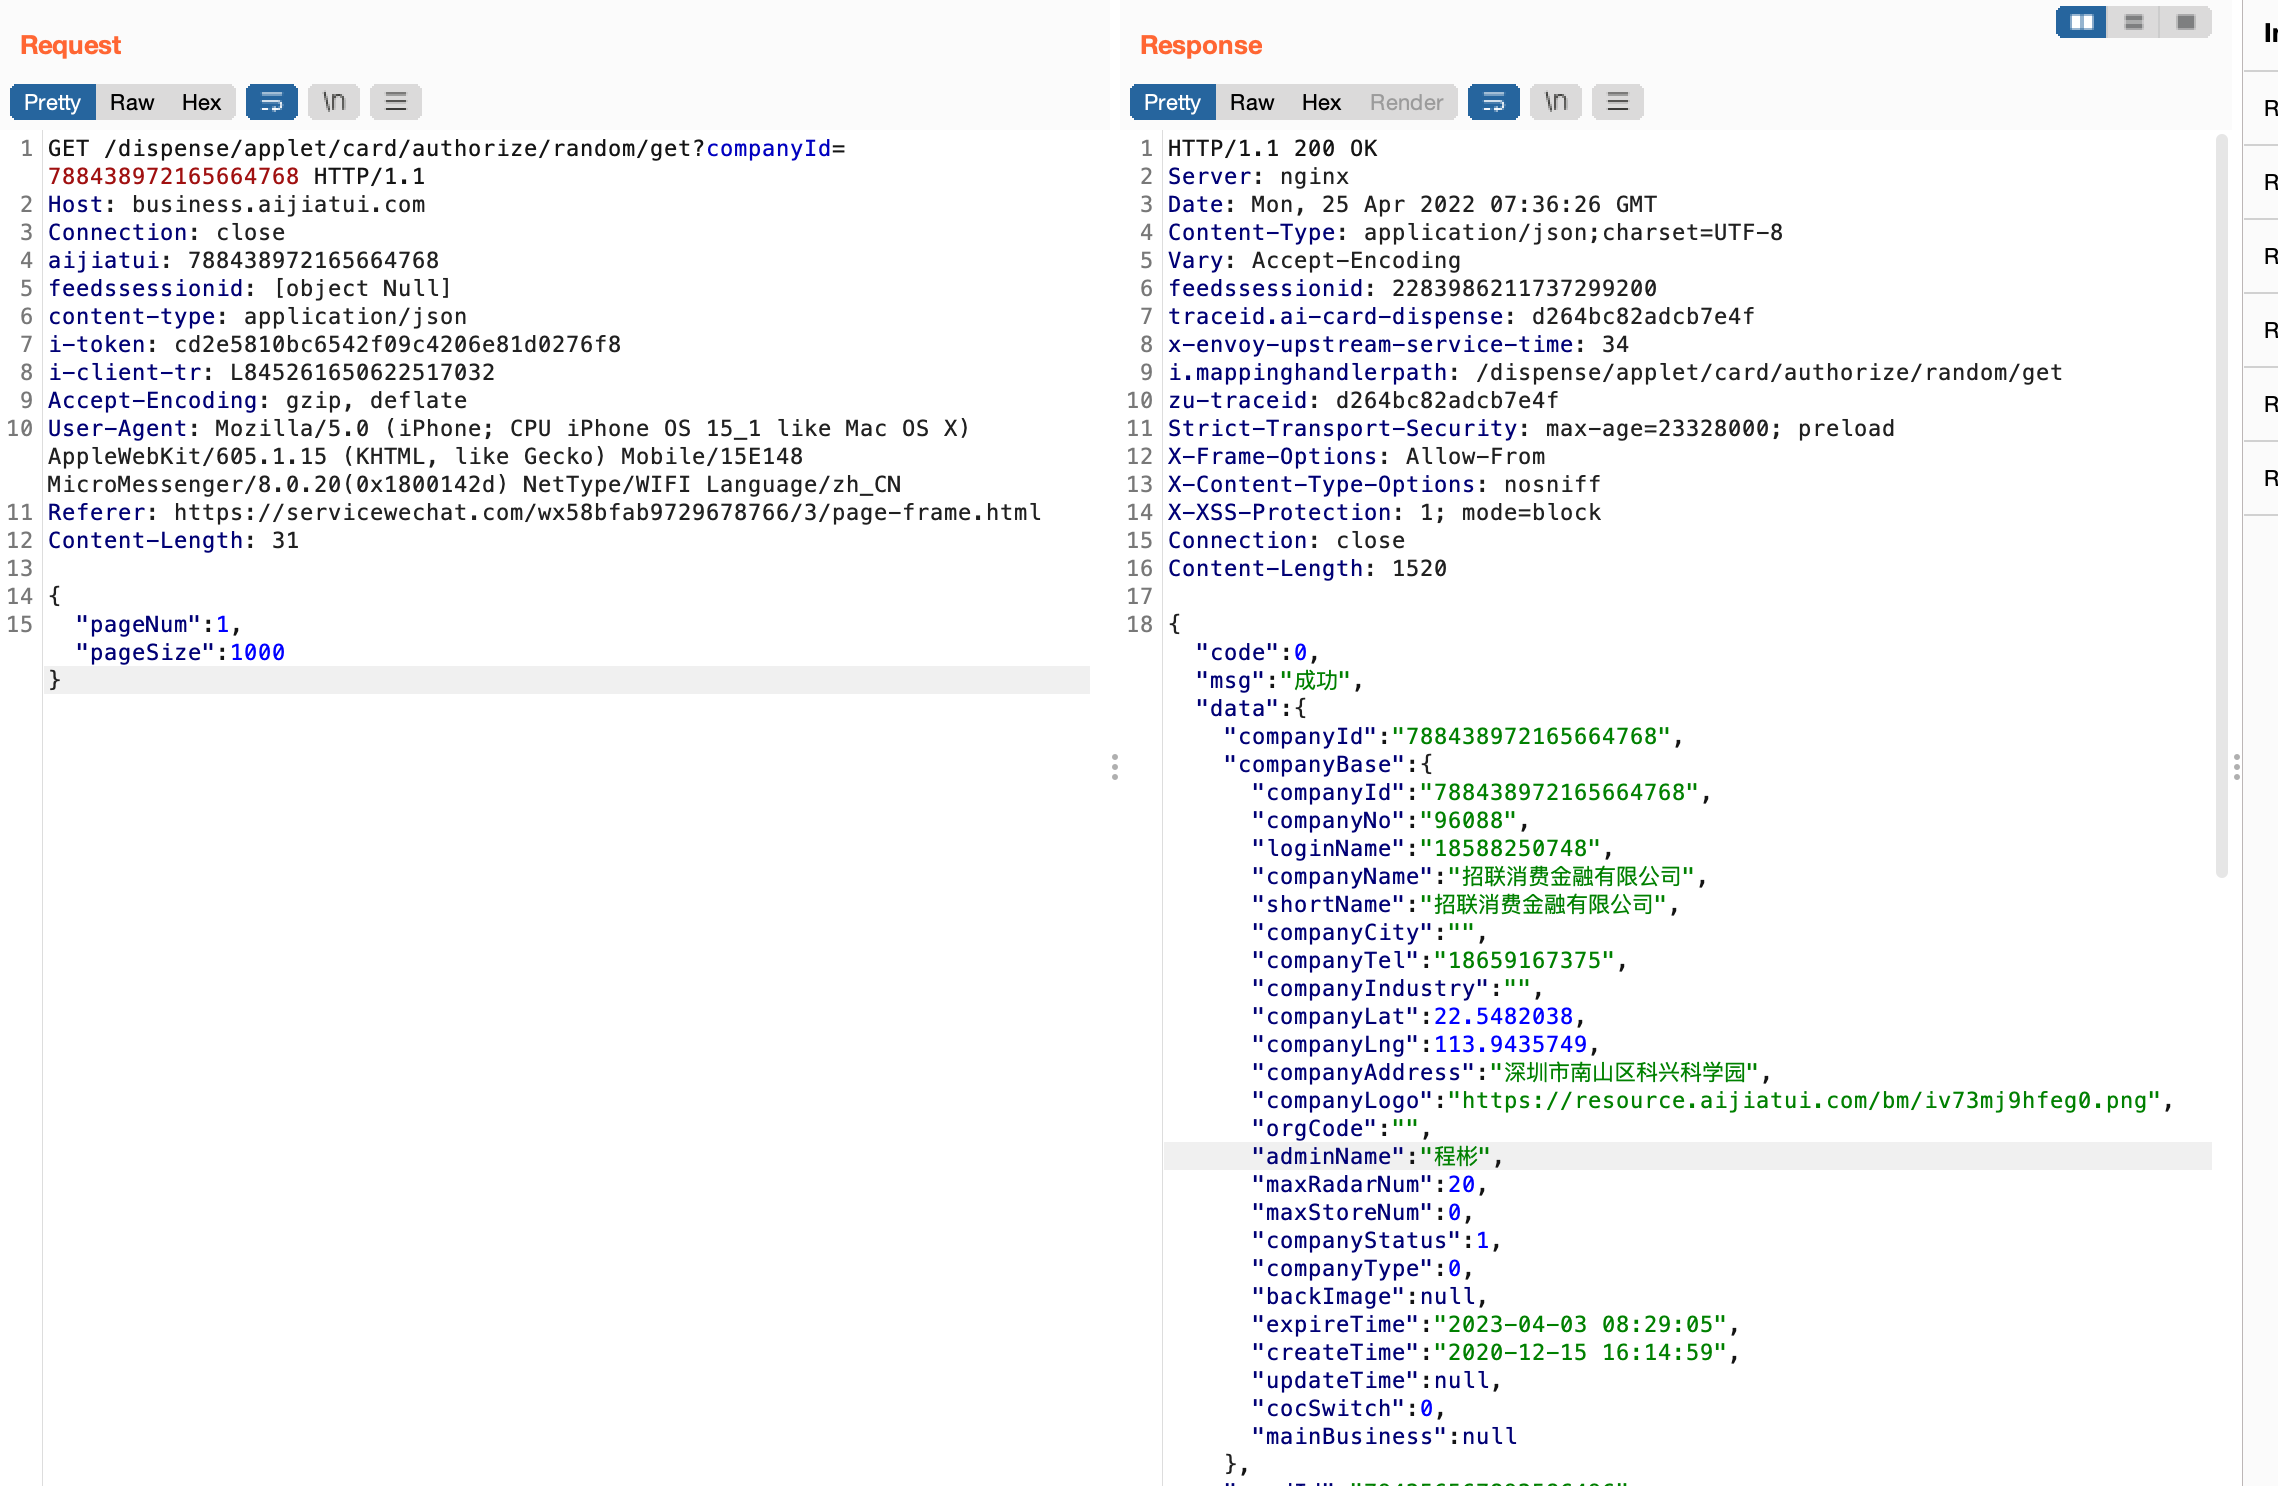 Request
Pretty Raw Hex \n
1 GET /dispense/applet/card/authorize/random/get?companyId=
788438972165664768 HTTP/1.1
2 Host: business.aijiatui.com
3 Connection: close
4 aijiatui: 788438972165664768
5 feedssessionid: [object Null]
6 content-type: application/json
7 i-token: cd2e5810bc6542f09c4206e81d0276f8
8 i-client-tr: L845261650622517032
9 Accept-Encoding: gzip, deflate
10 User-Agent: Mozilla/5.0 (iPhone; CPU iPhone OS 15_1 like Mac OS X)
AppleWebKit/605.1.15 (KHTML, like Gecko) Mobile/15E148
MicroMessenger/8.0.20(0x1800142d) NetType/WIFI Language/zh_CN
11 Referer: https://servicewechat.com/wx58bfab9729678766/3/page-frame.html
12 Content-Length: 31
13
14 {
15 "pageNum":1,
"pageSize":1000
}
Response
Pretty Raw Hex Render \n
1 HTTP/1.1 200 OK
2 Server: nginx
3 Date: Mon, 25 Apr 2022 07:36:26 GMT
4 Content-Type: application/json;charset=UTF-8
5 Vary: Accept-Encoding
6 feedssessionid: 2283986211737299200
7 traceid.ai-card-dispense: d264bc82adcb7e4f
8 x-envoy-upstream-service-time: 34
9 i.mappinghandlerpath: /dispense/applet/card/authorize/random/get
10 zu-traceid: d264bc82adcb7e4f
11 Strict-Transport-Security: max-age=23328000; preload
12 X-Frame-Options: Allow-From
13 X-Content-Type-Options: nosniff
14 X-XSS-Protection: 1; mode=block
15 Connection: close
16 Content-Length: 1520
17
18 {
"code":0,
"msg":"成功",
"data":{
"companyId":"788438972165664768",
"companyBase":{
"companyId":"788438972165664768",
"companyNo":"96088",
"loginName":"18588250748",
"companyName":"招联消费金融有限公司",
"shortName":"招联消费金融有限公司",
"companyCity":"",
"companyTel":"18659167375",
"companyIndustry":"",
"companyLat":22.5482038,
"companyLng":113.9435749,
"companyAddress":"深圳市南山区科兴科学园",
"companyLogo":"https://resource.aijiatui.com/bm/iv73mj9hfeg0.png",
"orgCode":"",
"adminName":"程彬",
"maxRadarNum":20,
"maxStoreNum":0,
"companyStatus":1,
"companyType":0,
"backImage":null,
"expireTime":"2023-04-03 08:29:05",
"createTime":"2020-12-15 16:14:59",
"updateTime":null,
"cocSwitch":0,
"mainBusiness":null
},
R
R
R
R
R
R